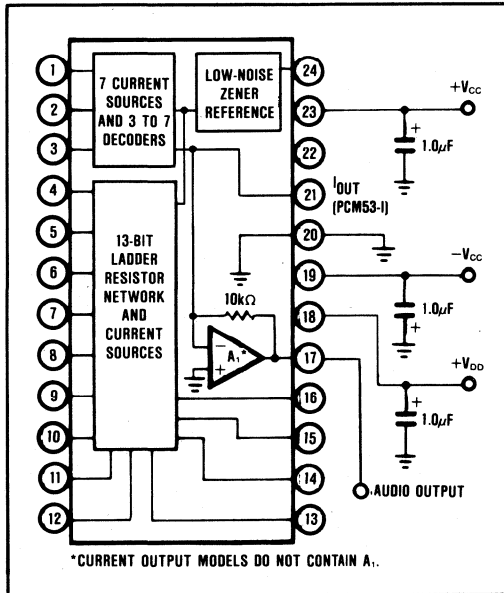 1
2
3
4
5
6
7
8
9
10
11
12
7 CURRENT
SOURCES
AND 3 TO 7
DECODERS
LOW-NOISE
ZENER
REFERENCE
13-BIT
LADDER
RESISTOR
NETWORK
AND
CURRENT
SOURCES
10kΩ
−
A₁*
+
24
23
22
21
20
19
18
17
16
15
14
13
+VCC
+
1.0µF
IOUT
(PCM53-I)
−VCC
1.0µF
+
+VDD
+
1.0µF
AUDIO OUTPUT
*CURRENT OUTPUT MODELS DO NOT CONTAIN A₁.